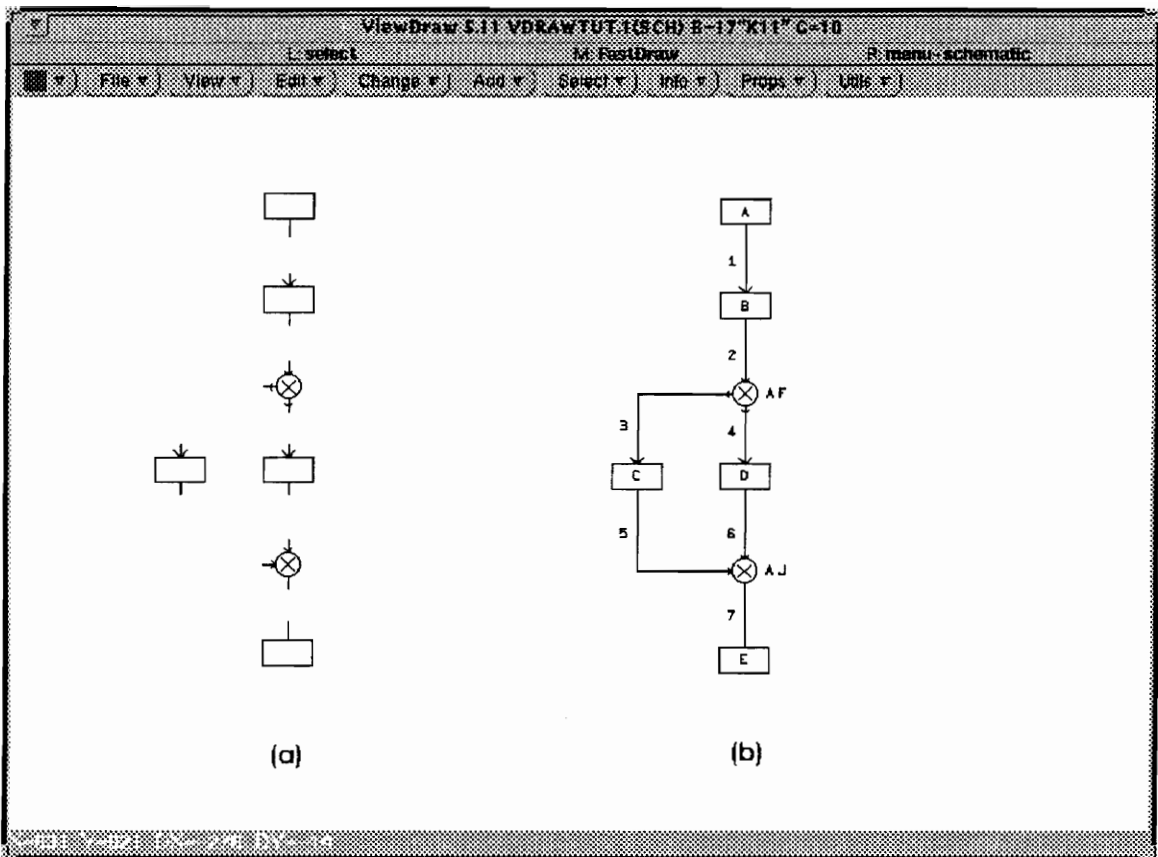 ViewDraw 5.11 VDRAWTUT.1(SCH) B-17"X11" G=10
L: select M: FastDraw R: menu-schematic
File View Edit Change Add Select Info Props Utils
A
1
B
2
AF
3 4
C D
5 6
AJ
7
E
(a) (b)